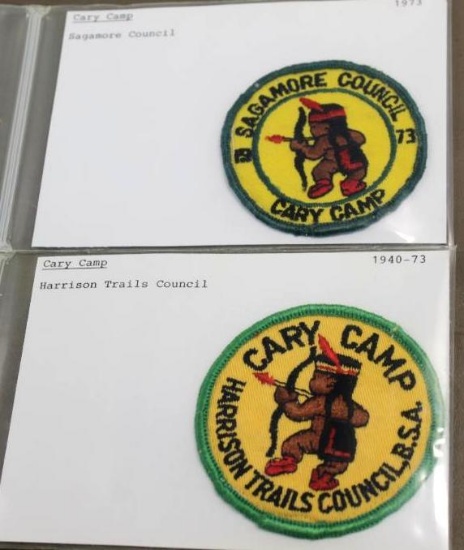 Cary Camp 1973
Sagamore Council
SAGAMORE COUNCIL
73
CARY CAMP
Cary Camp 1940-73
Harrison Trails Council
CARY CAMP
HARRISON TRAILS COUNCIL, B.S.A.